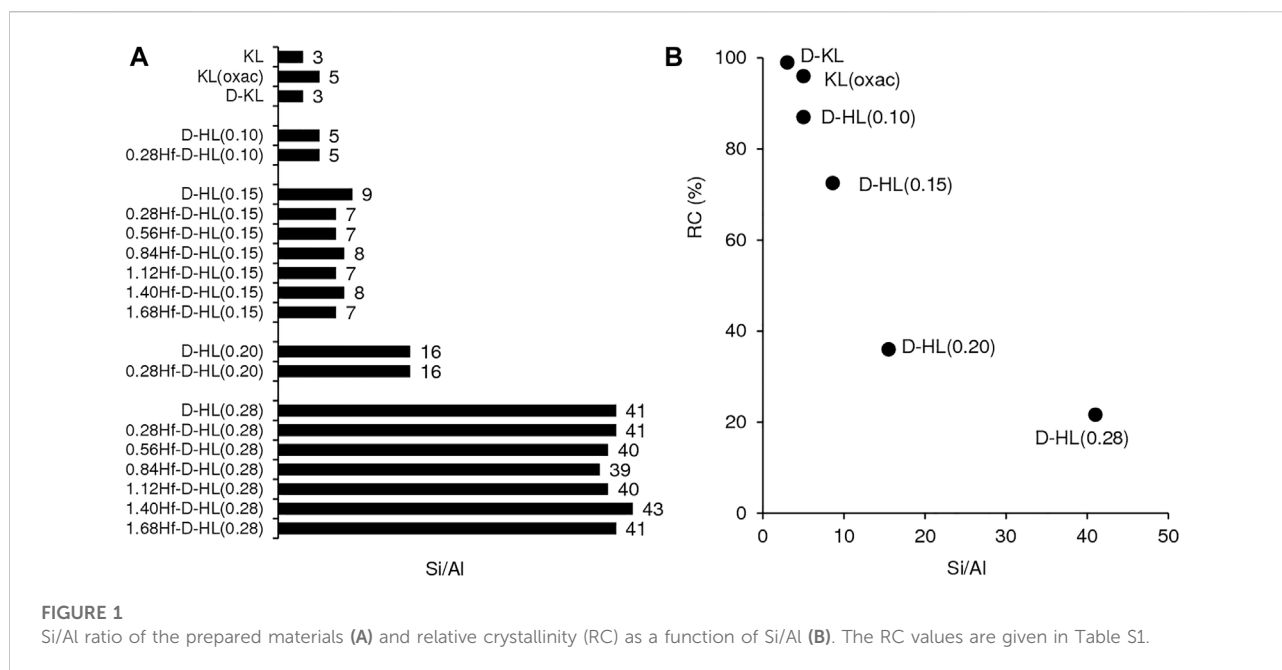 A
KL 3
KL(oxac) 5
D-KL 3
D-HL(0.10) 5
0.28Hf-D-HL(0.10) 5
D-HL(0.15) 9
0.28Hf-D-HL(0.15) 7
0.56Hf-D-HL(0.15) 7
0.84Hf-D-HL(0.15) 8
1.12Hf-D-HL(0.15) 7
1.40Hf-D-HL(0.15) 8
1.68Hf-D-HL(0.15) 7
D-HL(0.20) 16
0.28Hf-D-HL(0.20) 16
D-HL(0.28) 41
0.28Hf-D-HL(0.28) 41
0.56Hf-D-HL(0.28) 40
0.84Hf-D-HL(0.28) 39
1.12Hf-D-HL(0.28) 40
1.40Hf-D-HL(0.28) 43
1.68Hf-D-HL(0.28) 41
Si/Al
B
RC (%)
100
80
60
40
20
0
D-KL
KL(oxac)
D-HL(0.10)
D-HL(0.15)
D-HL(0.20)
D-HL(0.28)
0 10 20 30 40 50
Si/Al
FIGURE 1
Si/Al ratio of the prepared materials (A) and relative crystallinity (RC) as a function of Si/Al (B). The RC values are given in Table S1.